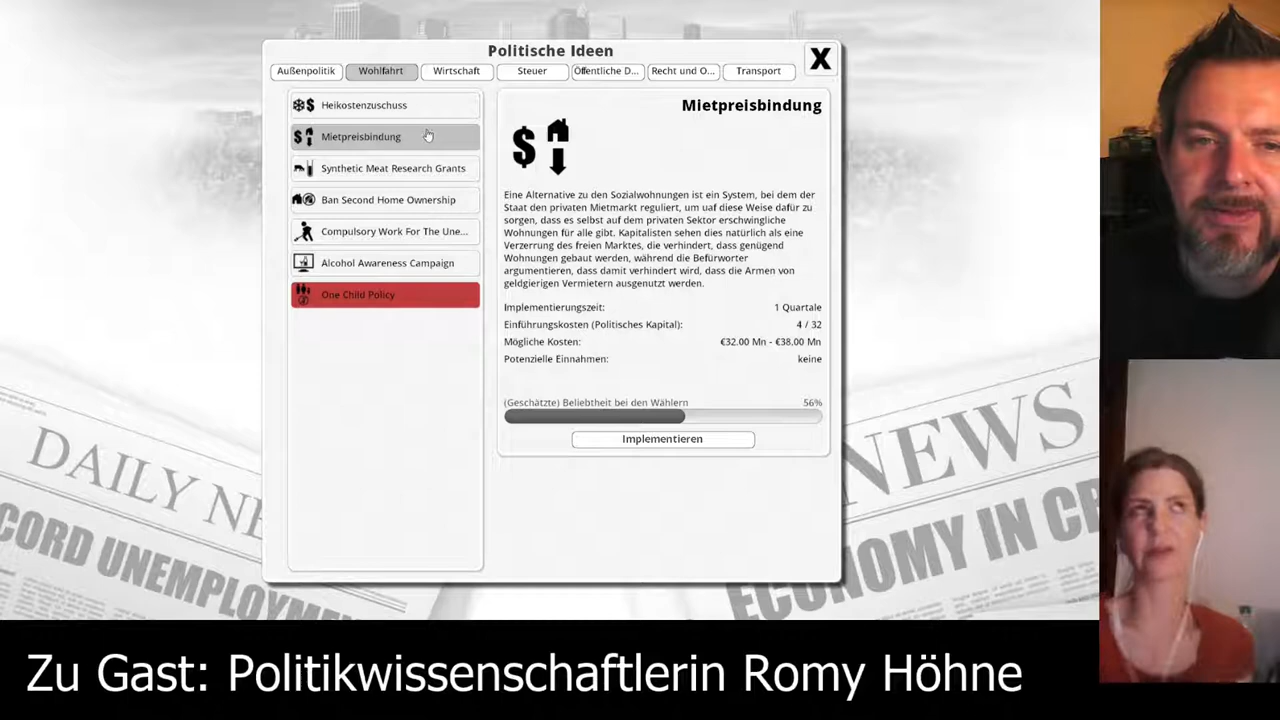 Politische Ideen
X
Außenpolitik
Wohlfahrt
Wirtschaft
Steuer
Öffentliche D...
Recht und O...
Transport
Heikostenzuschuss
Mietpreisbindung
Synthetic Meat Research Grants
Ban Second Home Ownership
Compulsory Work For The Une...
Alcohol Awareness Campaign
One Child Policy
Mietpreisbindung
Eine Alternative zu den Sozialwohnungen ist ein System, bei dem der
Staat den privaten Mietmarkt reguliert, um uaf diese Weise dafür zu
sorgen, dass es selbst auf dem privaten Sektor erschwingliche
Wohnungen für alle gibt. Kapitalisten sehen dies natürlich als eine
Verzerrung des freien Marktes, die verhindert, dass genügend
Wohnungen gebaut werden, während die Befürworter
argumentieren, dass damit verhindert wird, dass die Armen von
geldgierigen Vermietern ausgenutzt werden.
Implementierungszeit: 1 Quartale
Einführungskosten (Politisches Kapital): 4 / 32
Mögliche Kosten: €32.00 Mn - €38.00 Mn
Potenzielle Einnahmen: keine
(Geschätzte) Beliebtheit bei den Wählern 56%
Implementieren
DAILY NE
CORD UNEMPLOYME
NEWS
ECONOMY IN CR
Zu Gast: Politikwissenschaftlerin Romy Höhne